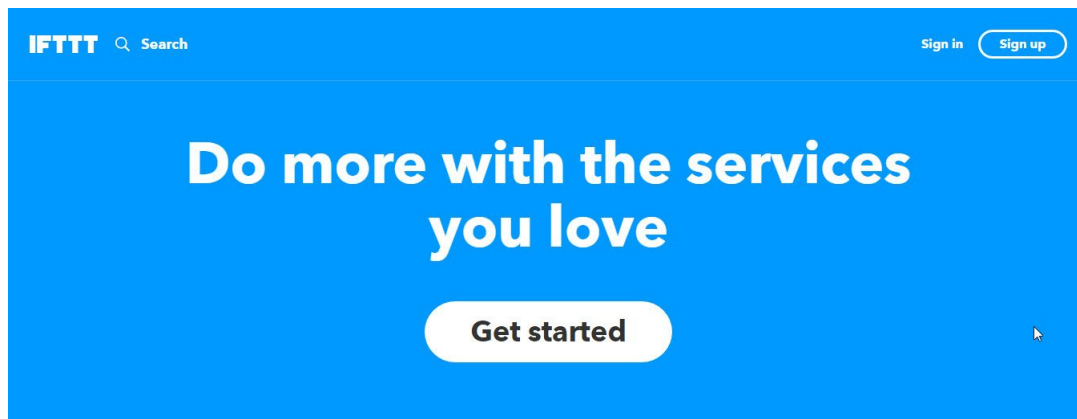 IFTTT Search Sign in Sign up
Do more with the services
you love
Get started